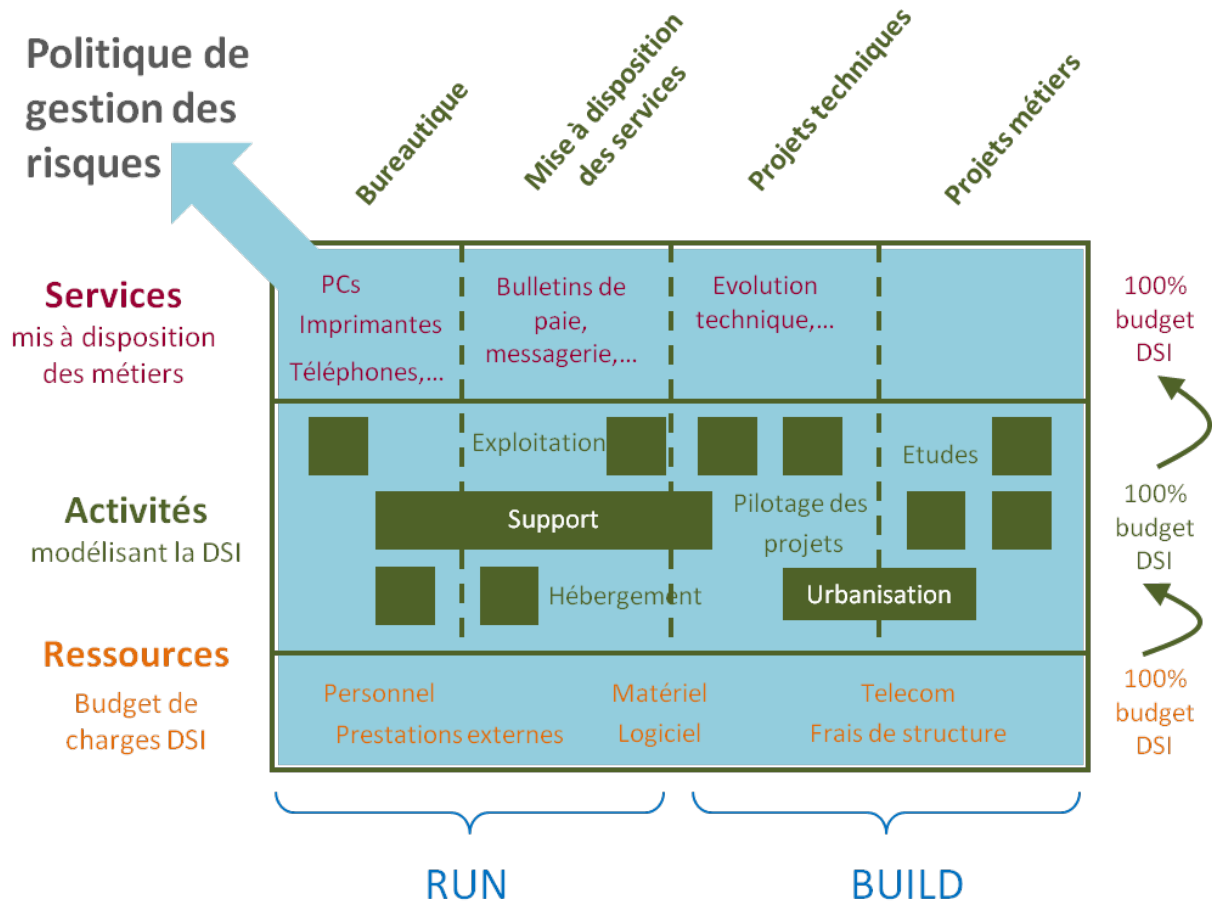 Politique de
gestion des
risques
Bureautique
Mise à disposition
des services
Projets techniques
Projets métiers
Services
mis à disposition
des métiers
PCs
Imprimantes
Téléphones,...
Bulletins de
paie,
messagerie,...
Evolution
technique,...
100%
budget
DSI
Activités
modélisant la DSI
Exploitation
Etudes
Support
Pilotage des
projets
Hébergement
Urbanisation
100%
budget
DSI
Ressources
Budget de
charges DSI
Personnel
Matériel
Telecom
Prestations externes
Logiciel
Frais de structure
100%
budget
DSI
RUN
BUILD